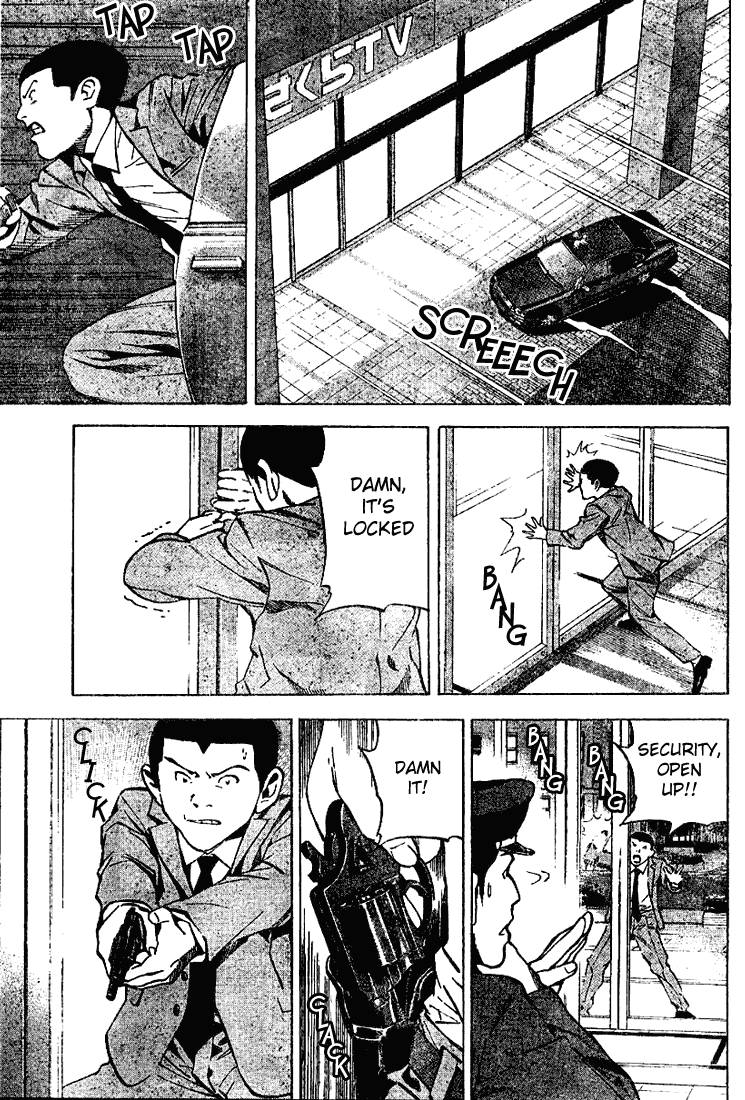 さくらTV
SCREEECH
TAP
TAP
BANG
DAMN,
IT'S
LOCKED
SECURITY,
OPEN
UP!!
BANG
BANG
DAMN
IT!
CLACK
CLICK